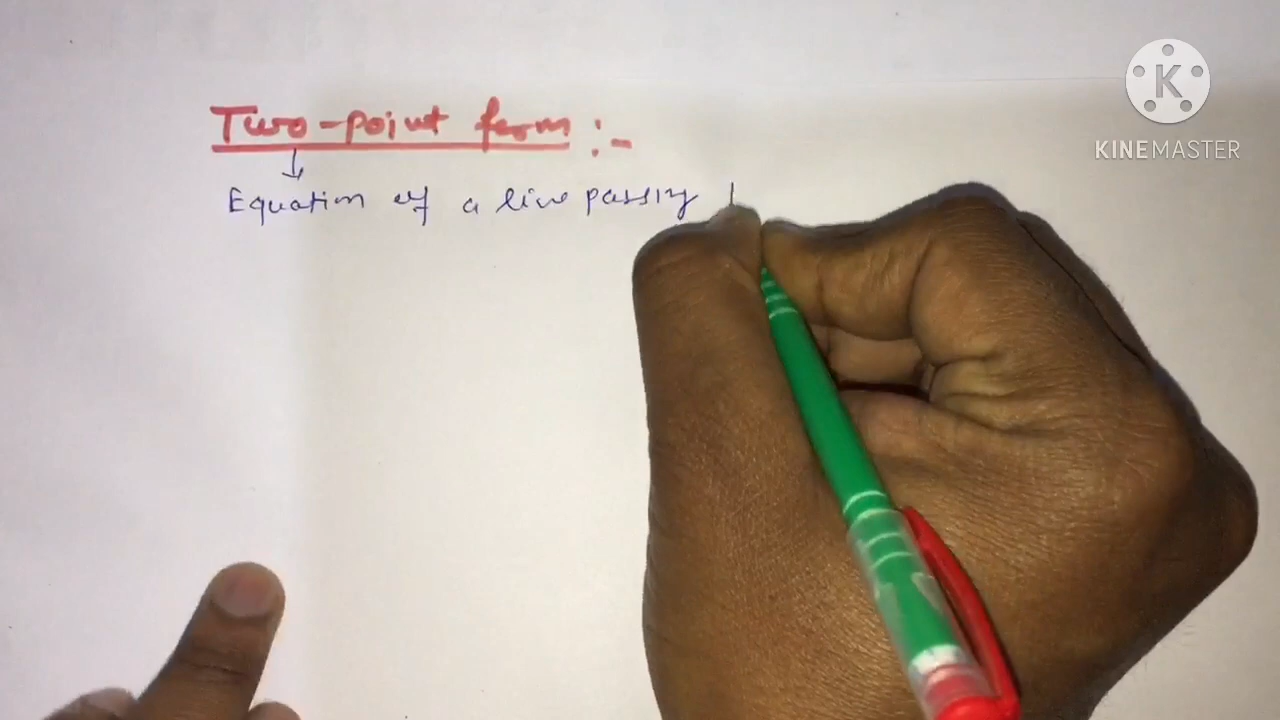 Two-point form :-
Equation of a line passing
K
KINEMASTER